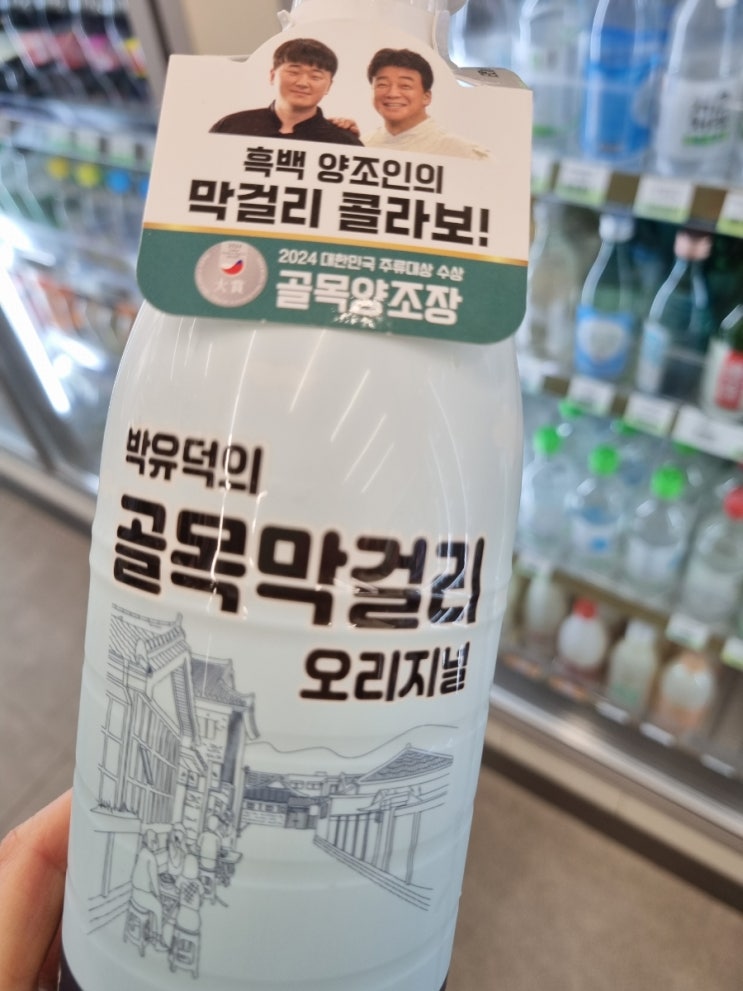 흑백 양조인의
막걸리 콜라보!
大賞
2024 대한민국 주류대상 수상
골목양조장
박유덕의
골목막걸리
오리지널